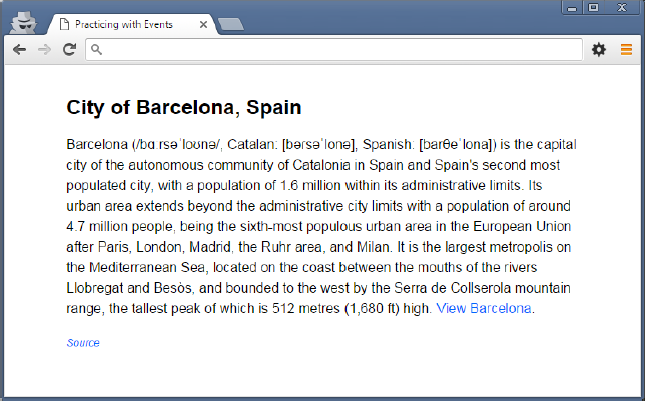 Practicing with Events
City of Barcelona, Spain
Barcelona (/bɑːrsəˈloʊnə/, Catalan: [bərsəˈlonə], Spanish: [barθeˈlona]) is the capital
city of the autonomous community of Catalonia in Spain and Spain's second most
populated city, with a population of 1.6 million within its administrative limits. Its
urban area extends beyond the administrative city limits with a population of around
4.7 million people, being the sixth-most populous urban area in the European Union
after Paris, London, Madrid, the Ruhr area, and Milan. It is the largest metropolis on
the Mediterranean Sea, located on the coast between the mouths of the rivers
Llobregat and Besòs, and bounded to the west by the Serra de Collserola mountain
range, the tallest peak of which is 512 metres (1,680 ft) high. View Barcelona.
Source